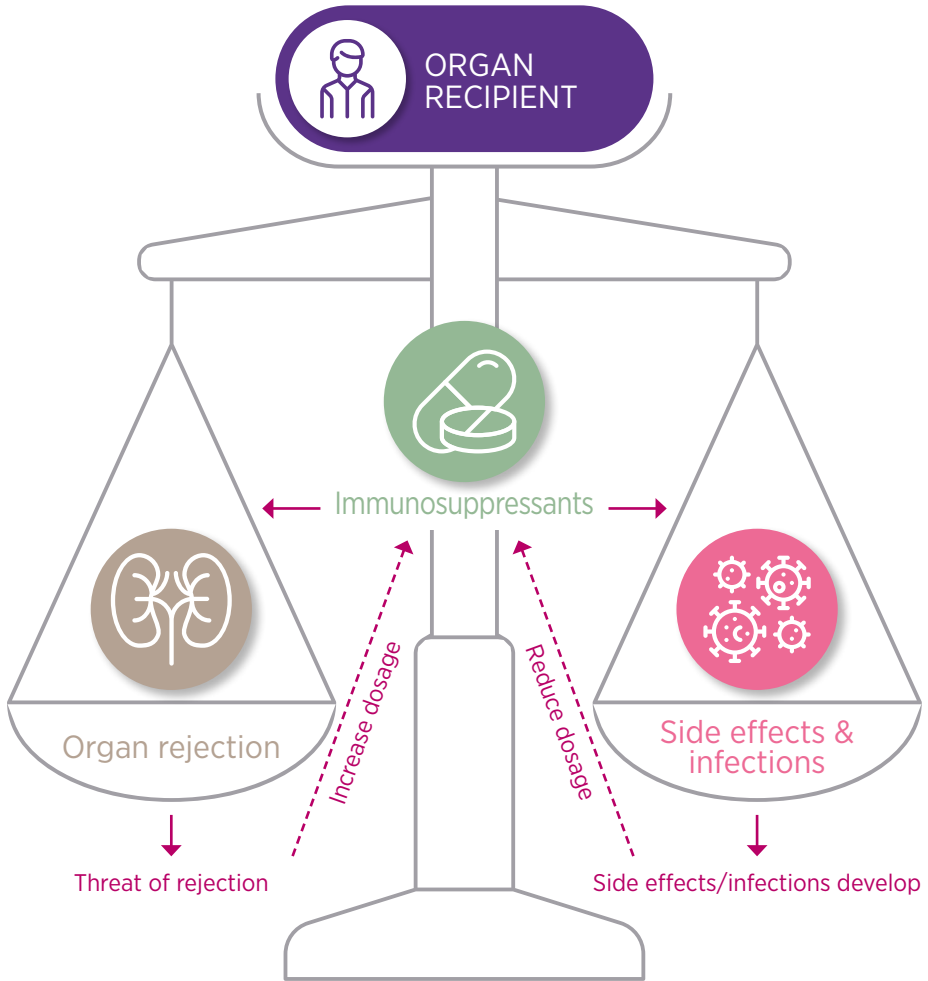 ORGAN
RECIPIENT
Immunosuppressants
Increase dosage
Reduce dosage
Organ rejection
Side effects &
infections
Threat of rejection
Side effects/infections develop